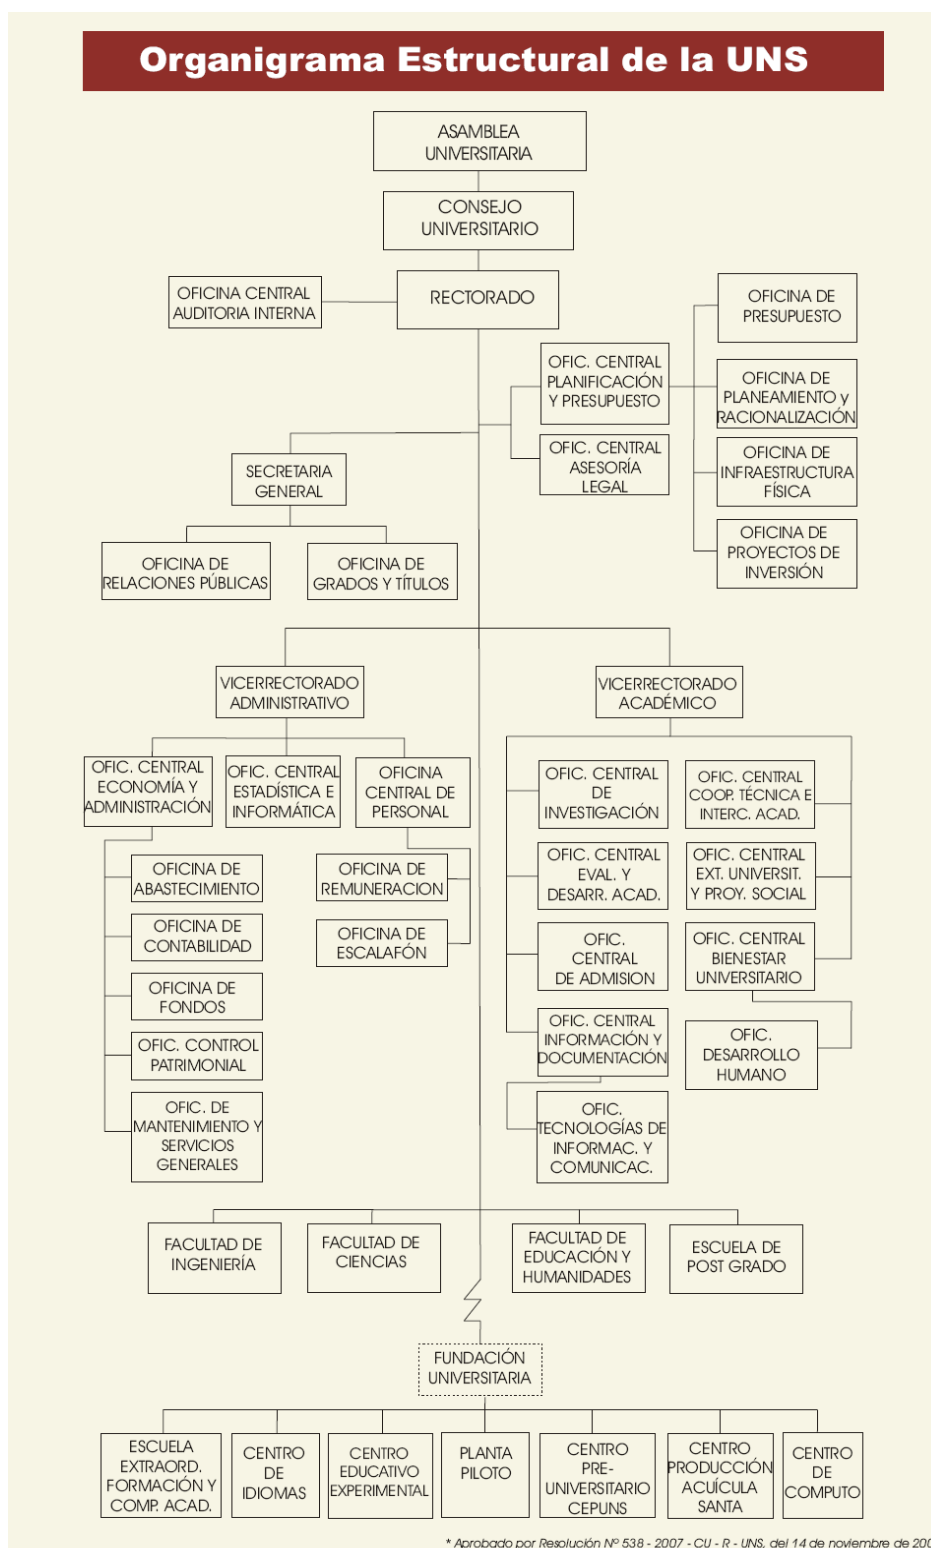 Organigrama Estructural de la UNS
ASAMBLEA
UNIVERSITARIA
CONSEJO
UNIVERSITARIO
OFICINA CENTRAL
AUDITORIA INTERNA
RECTORADO
OFICINA DE
PRESUPUESTO
OFIC. CENTRAL
PLANIFICACIÓN
Y PRESUPUESTO
OFICINA DE
PLANEAMIENTO y
RACIONALIZACIÓN
OFIC. CENTRAL
ASESORÍA
LEGAL
OFICINA DE
INFRAESTRUCTURA
FÍSICA
OFICINA DE
PROYECTOS DE
INVERSIÓN
SECRETARIA
GENERAL
OFICINA DE
RELACIONES PÚBLICAS
OFICINA DE
GRADOS Y TÍTULOS
VICERRECTORADO
ADMINISTRATIVO
VICERRECTORADO
ACADÉMICO
OFIC. CENTRAL
ECONOMÍA Y
ADMINISTRACIÓN
OFIC. CENTRAL
ESTADÍSTICA E
INFORMÁTICA
OFICINA
CENTRAL DE
PERSONAL
OFICINA DE
ABASTECIMIENTO
OFICINA DE
CONTABILIDAD
OFICINA DE
FONDOS
OFIC. CONTROL
PATRIMONIAL
OFIC. DE
MANTENIMIENTO Y
SERVICIOS
GENERALES
OFICINA DE
REMUNERACION
OFICINA DE
ESCALAFÓN
OFIC. CENTRAL
DE
INVESTIGACIÓN
OFIC. CENTRAL
EVAL. Y
DESARR. ACAD.
OFIC.
CENTRAL
DE ADMISION
OFIC. CENTRAL
INFORMACIÓN Y
DOCUMENTACIÓN
OFIC.
TECNOLOGÍAS DE
INFORMAC. Y
COMUNICAC.
OFIC. CENTRAL
COOP. TÉCNICA E
INTERC. ACAD.
OFIC. CENTRAL
EXT. UNIVERSIT.
Y PROY. SOCIAL
OFIC. CENTRAL
BIENESTAR
UNIVERSITARIO
OFIC.
DESARROLLO
HUMANO
FACULTAD DE
INGENIERÍA
FACULTAD DE
CIENCIAS
FACULTAD DE
EDUCACIÓN Y
HUMANIDADES
ESCUELA DE
POST GRADO
FUNDACIÓN
UNIVERSITARIA
ESCUELA
EXTRAORD.
FORMACIÓN Y
COMP. ACAD.
CENTRO
DE
IDIOMAS
CENTRO
EDUCATIVO
EXPERIMENTAL
PLANTA
PILOTO
CENTRO
PRE-
UNIVERSITARIO
CEPUNS
CENTRO
PRODUCCIÓN
ACUÍCULA
SANTA
CENTRO
DE
COMPUTO
* Aprobado por Resolución Nº 538 - 2007 - CU - R - UNS, del 14 de noviembre de